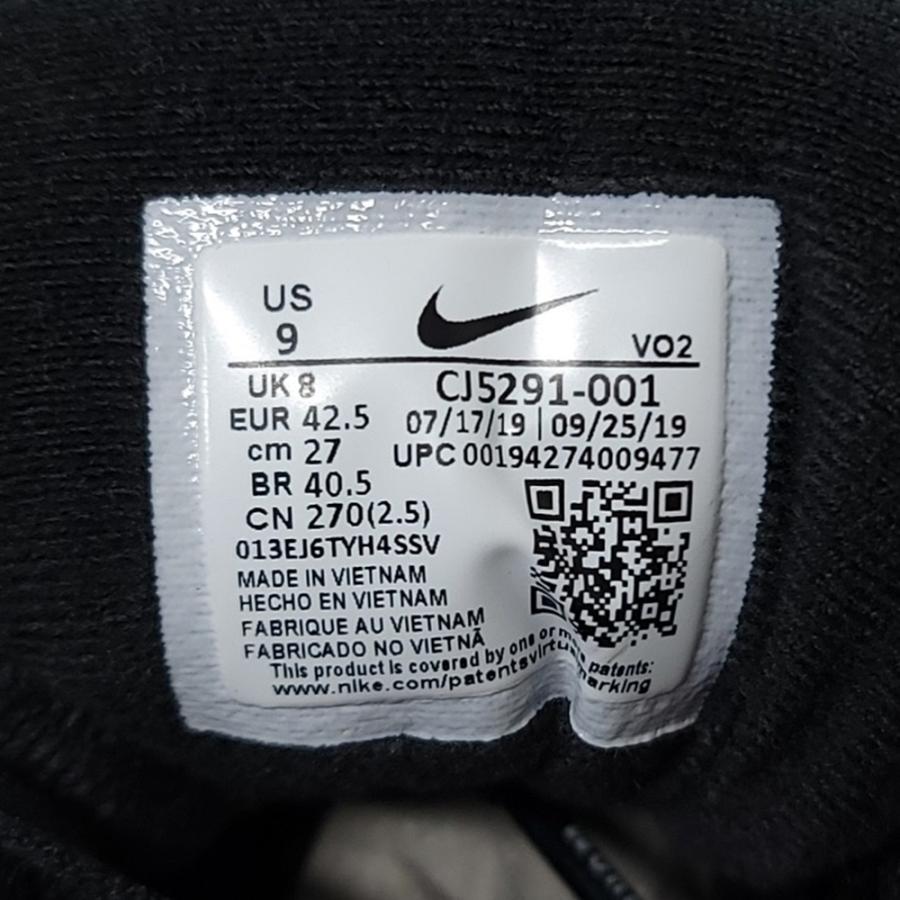 US
9
VO2
UK 8
CJ5291-001
EUR 42.5
07/17/19 | 09/25/19
cm 27
UPC 00194274009477
BR 40.5
CN 270(2.5)
013EJ6TYH4SSV
MADE IN VIETNAM
HECHO EN VIETNAM
FABRIQUE AU VIETNAM
FABRICADO NO VIETNÃ
This product is covered by one or more patents:
www.nike.com/patentsvirtualmarking